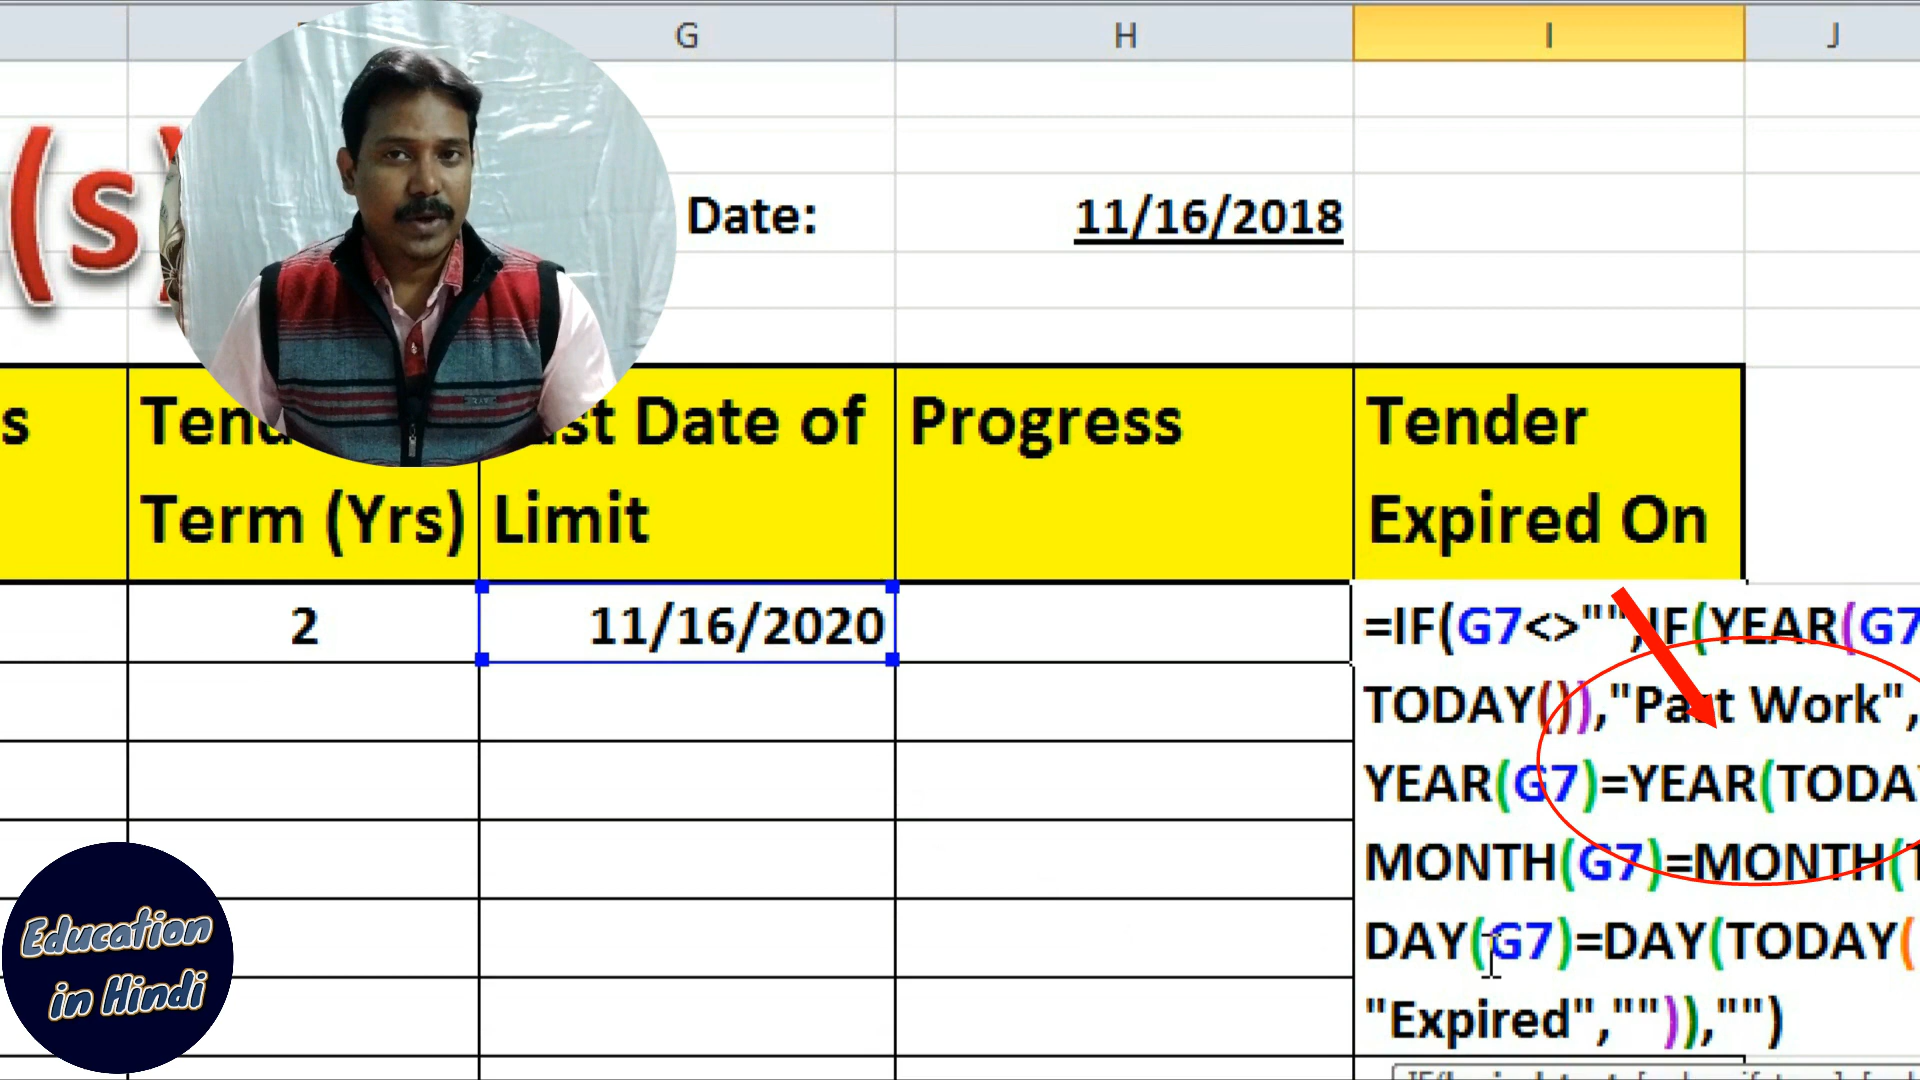 G H I J
(s)
Date: 11/16/2018
s
Term (Yrs)
Date of
Limit
Progress
Tender
Expired On
2 11/16/2020
=IF(G7<>"",IF(YEAR(G7
TODAY()),"Past Work",
YEAR(G7)=YEAR(TODA
MONTH(G7)=MONTH(T
DAY(G7)=DAY(TODAY(
"Expired","")),"")
Education
in Hindi